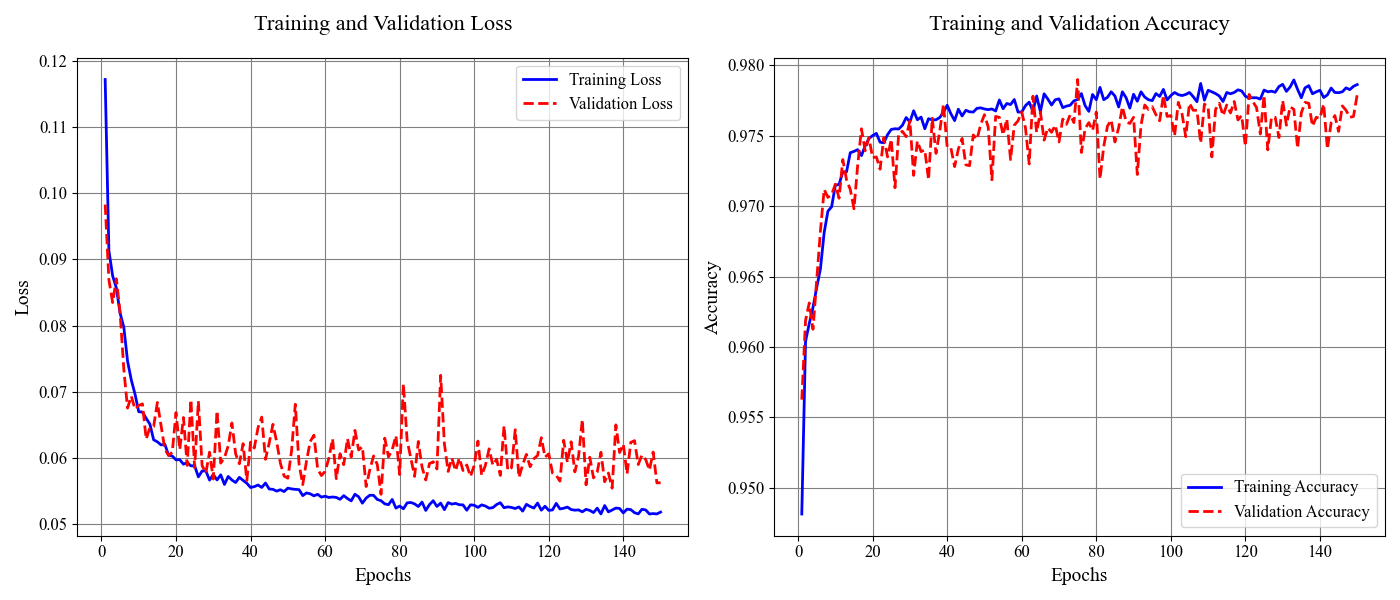 Training and Validation Loss
0.12
0.11
0.10
0.09
0.08
0.07
0.06
0.05
Loss
Training Loss
Validation Loss
0 20 40 60 80 100 120 140
Epochs
Training and Validation Accuracy
0.980
0.975
0.970
0.965
0.960
0.955
0.950
Accuracy
Training Accuracy
Validation Accuracy
0 20 40 60 80 100 120 140
Epochs